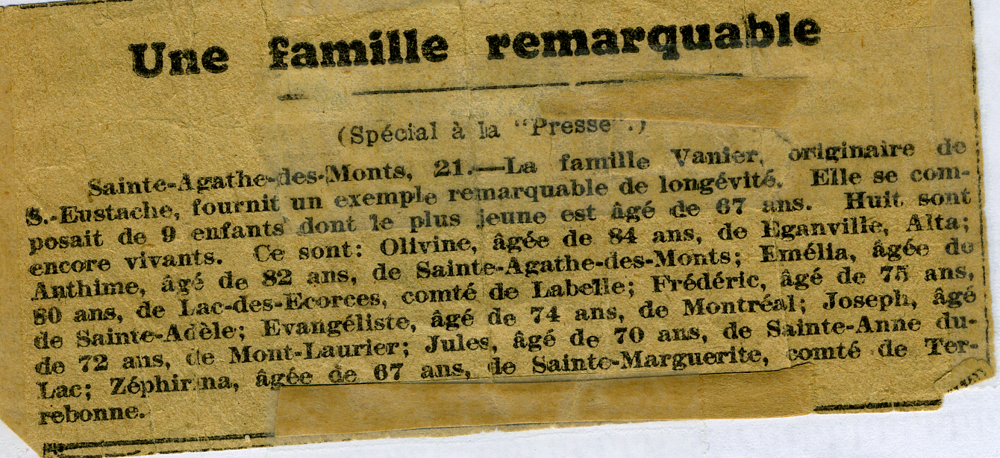 Une famille remarquable
(Spécial à la "Presse".)
Sainte-Agathe-des-Monts, 21.—La famille Vanier, originaire de
S.-Eustache, fournit un exemple remarquable de longévité. Elle se com-
posait de 9 enfants dont le plus jeune est âgé de 67 ans. Huit sont
encore vivants. Ce sont: Olivine, âgée de 84 ans, de Eganville, Alta;
Anthime, âgé de 82 ans, de Sainte-Agathe-des-Monts; Emélia, âgée de
80 ans, de Lac-des-Ecorces, comté de Labelle; Frédéric, âgé de 75 ans,
de Sainte-Adèle; Evangéliste, âgé de 74 ans, de Montréal; Joseph, âgé
de 72 ans, de Mont-Laurier; Jules, âgé de 70 ans, de Sainte-Anne du-
Lac; Zéphirina, âgée de 67 ans, de Sainte-Marguerite, comté de Ter-
rebonne.